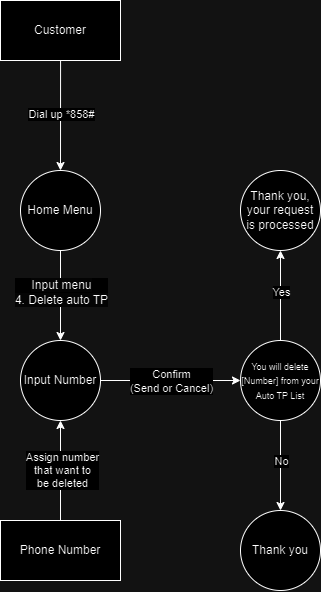 Customer
Dial up *858#
Home Menu
Thank you,
your request
is processed
Input menu
4. Delete auto TP
Yes
Input Number
Confirm
(Send or Cancel)
You will delete
[Number] from your
Auto TP List
Assign number
that want to
be deleted
No
Phone Number
Thank you